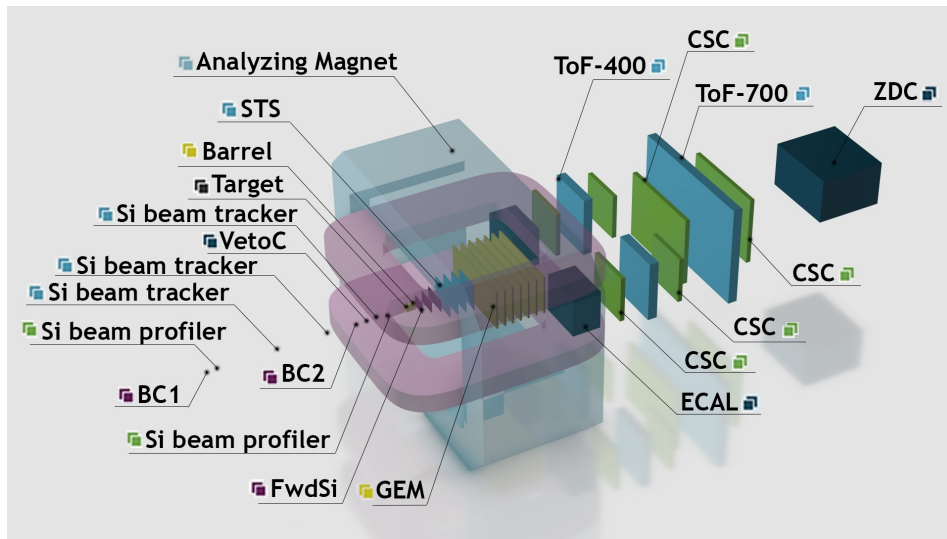 CSC
Analyzing Magnet
ToF-400
ToF-700
ZDC
STS
Barrel
Target
Si beam tracker
VetoC
Si beam tracker
CSC
Si beam tracker
Si beam profiler
CSC
CSC
BC2
BC1
ECAL
Si beam profiler
FwdSi
GEM